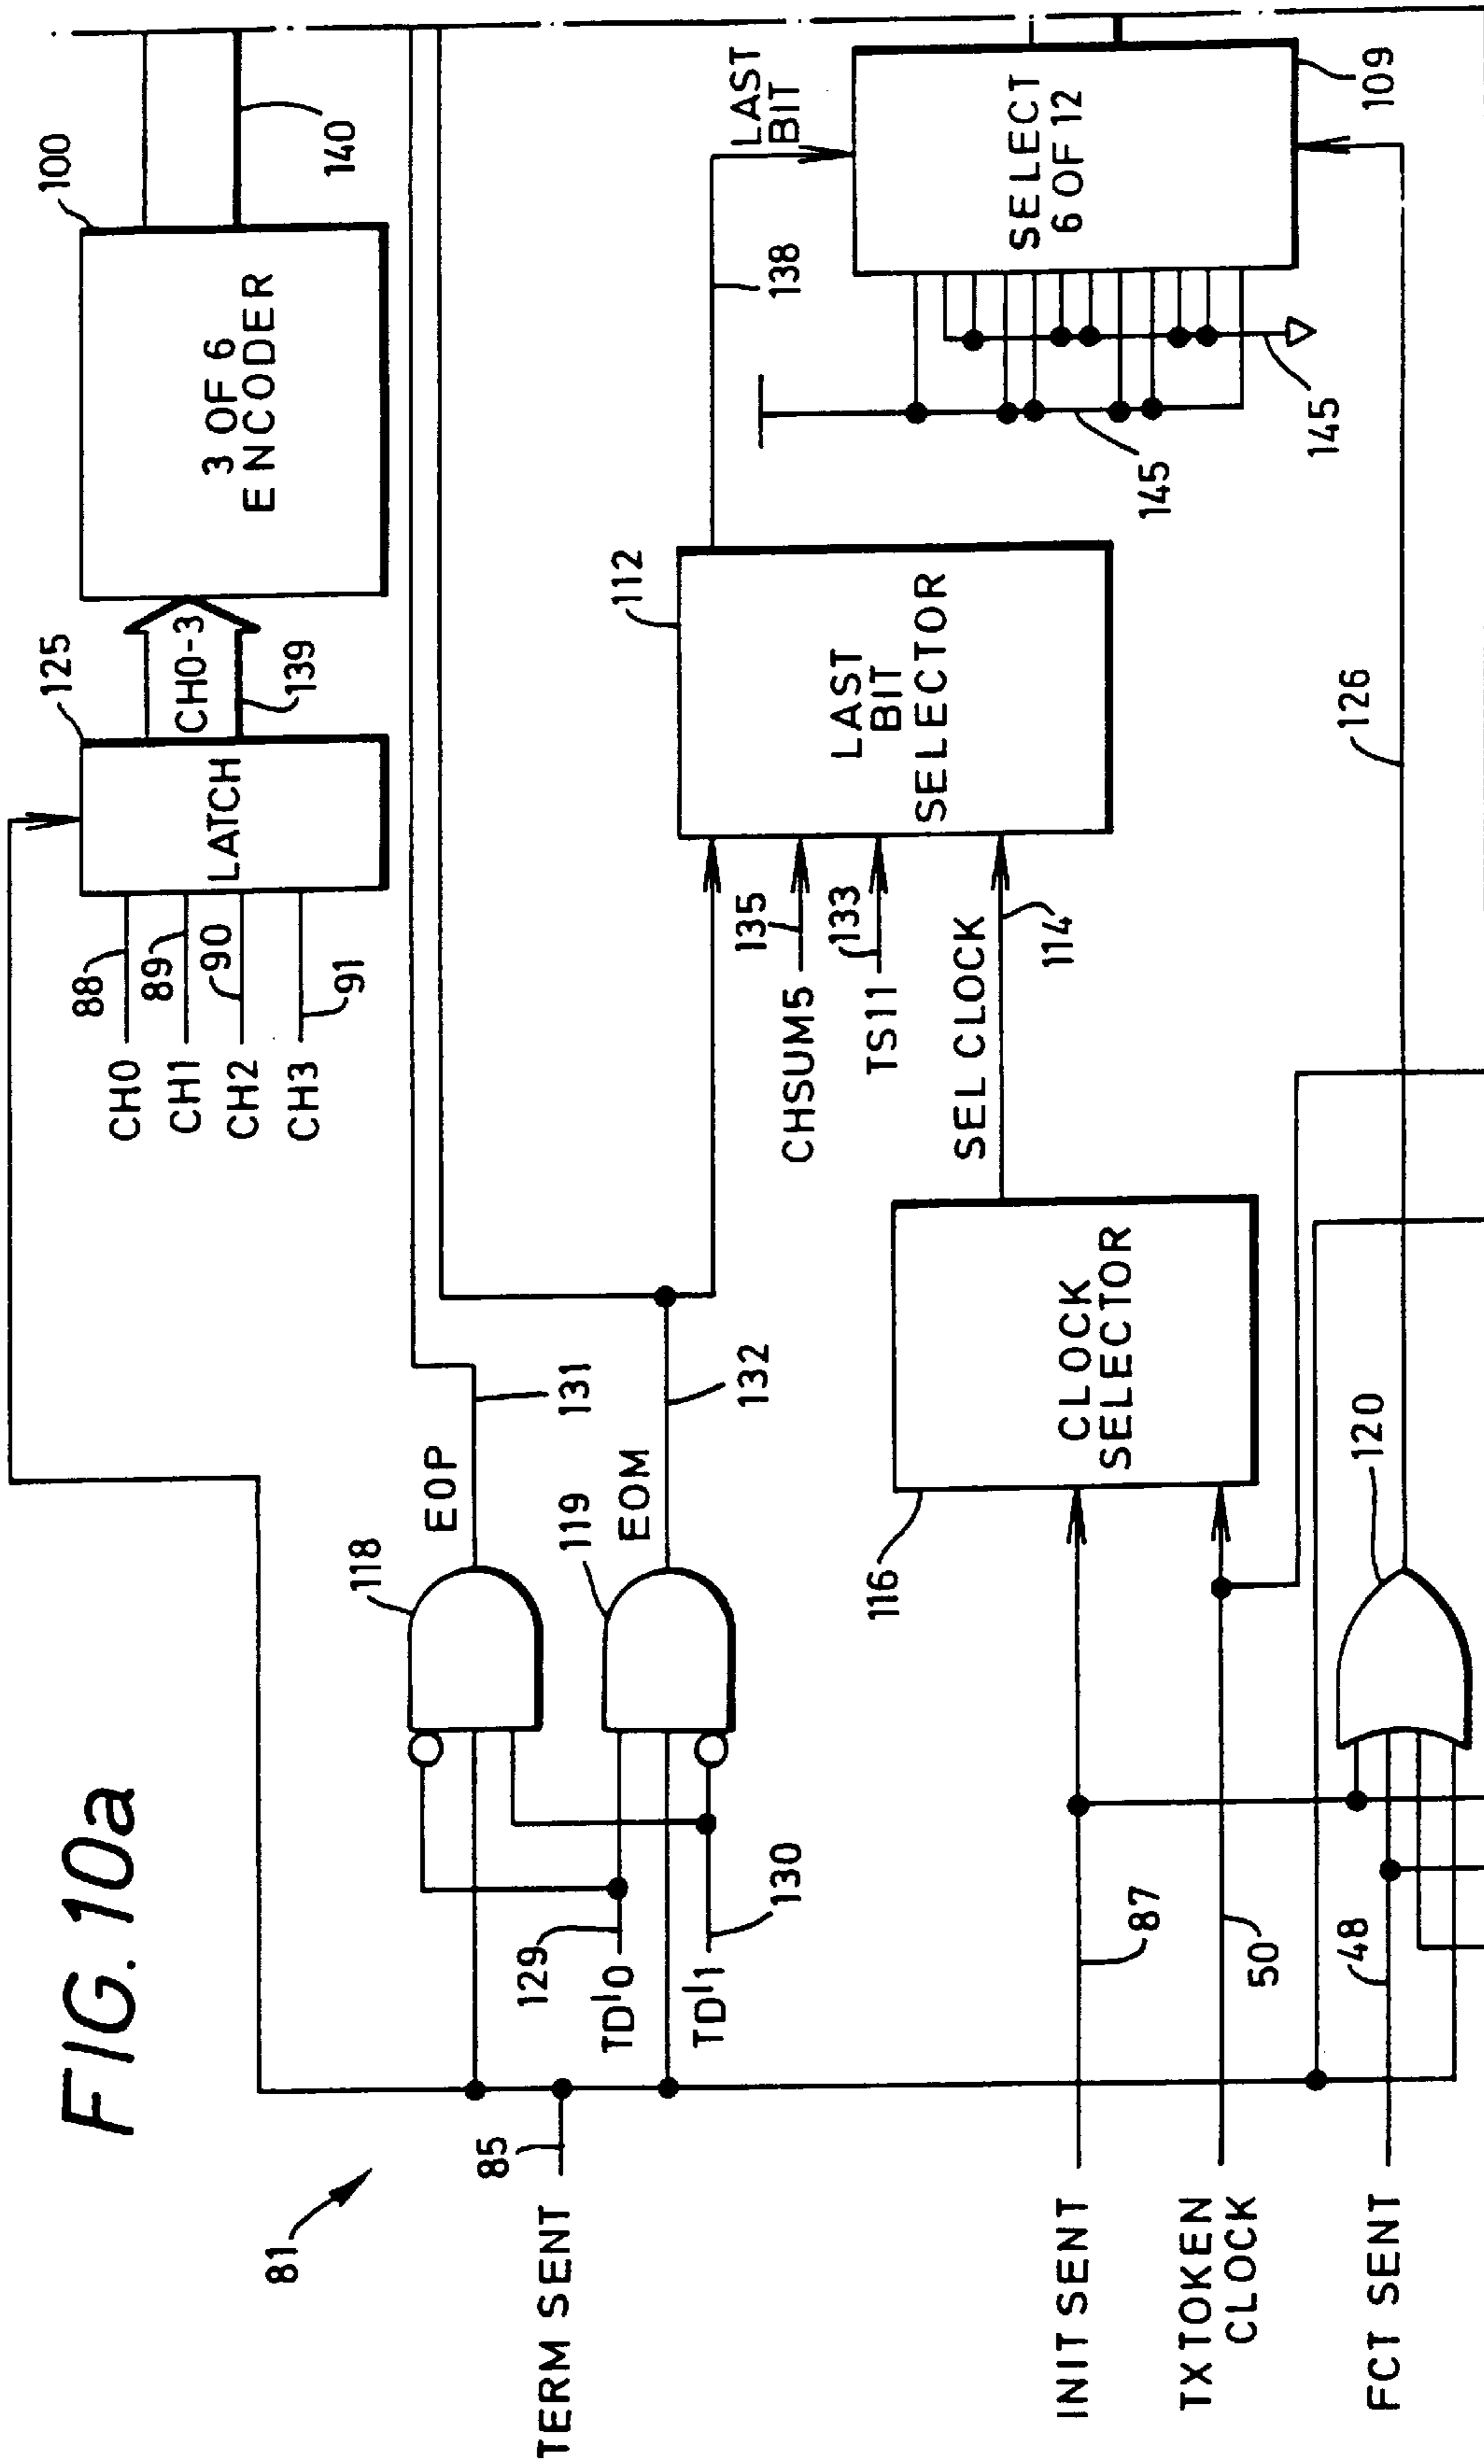 FIG. 10a
81
TERM SENT
85
129
TD'0
TD'1
130
118
EOP
131
119
EOM
132
CH0
88
CH1
89
CH2
90
CH3
91
125
LATCH
CH0-3
139
100
3 OF 6
ENCODER
140
INIT SENT
87
TX TOKEN
CLOCK
50
116
CLOCK
SELECTOR
SEL CLOCK
114
CHSUM5
135
TS11
133
112
LAST
BIT
SELECTOR
138
LAST
BIT
SELECT
6 OF 12
109
145
145
FCT SENT
48
120
126